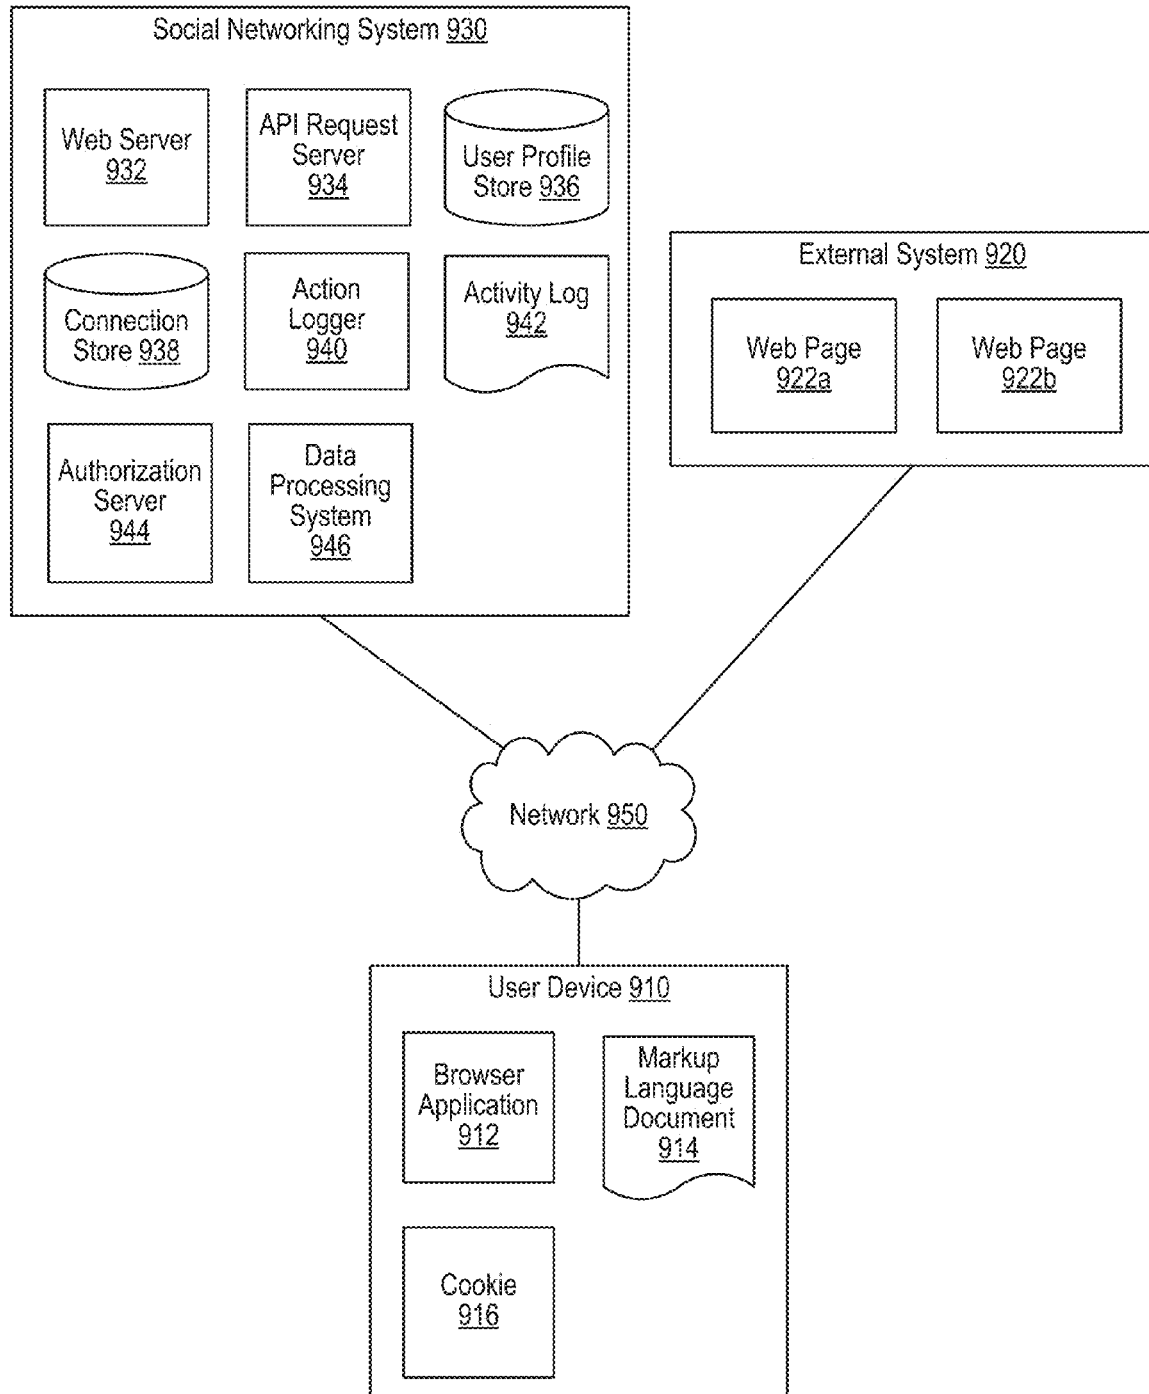 Social Networking System 930
Web Server
932
API Request
Server
934
User Profile
Store 936
Connection
Store 938
Action
Logger
940
Activity Log
942
Authorization
Server
944
Data
Processing
System
946
External System 920
Web Page
922a
Web Page
922b
Network 950
User Device 910
Browser
Application
912
Markup
Language
Document
914
Cookie
916